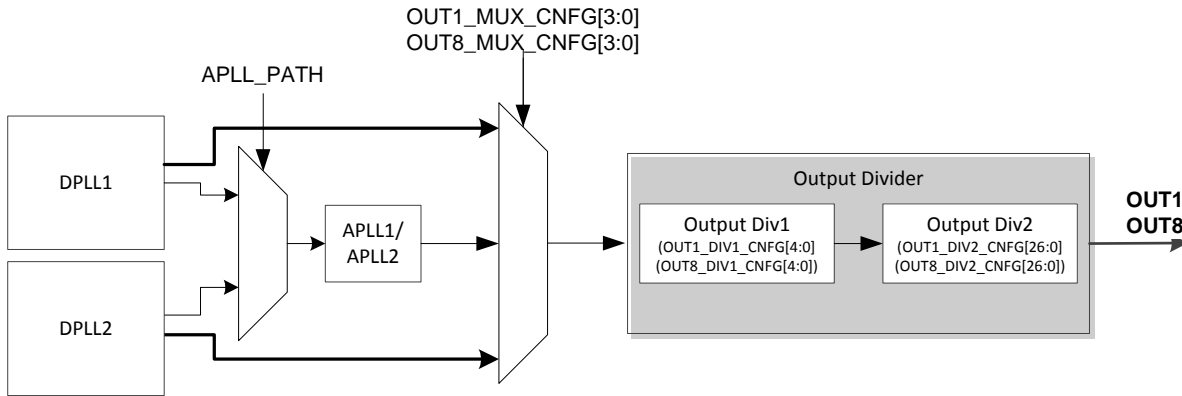 OUT1_MUX_CNFG[3:0]
OUT8_MUX_CNFG[3:0]
APLL_PATH
DPLL1
DPLL2
APLL1/
APLL2
Output Divider
Output Div1
(OUT1_DIV1_CNFG[4:0]
(OUT8_DIV1_CNFG[4:0])
Output Div2
(OUT1_DIV2_CNFG[26:0]
(OUT8_DIV2_CNFG[26:0])
OUT1
OUT8